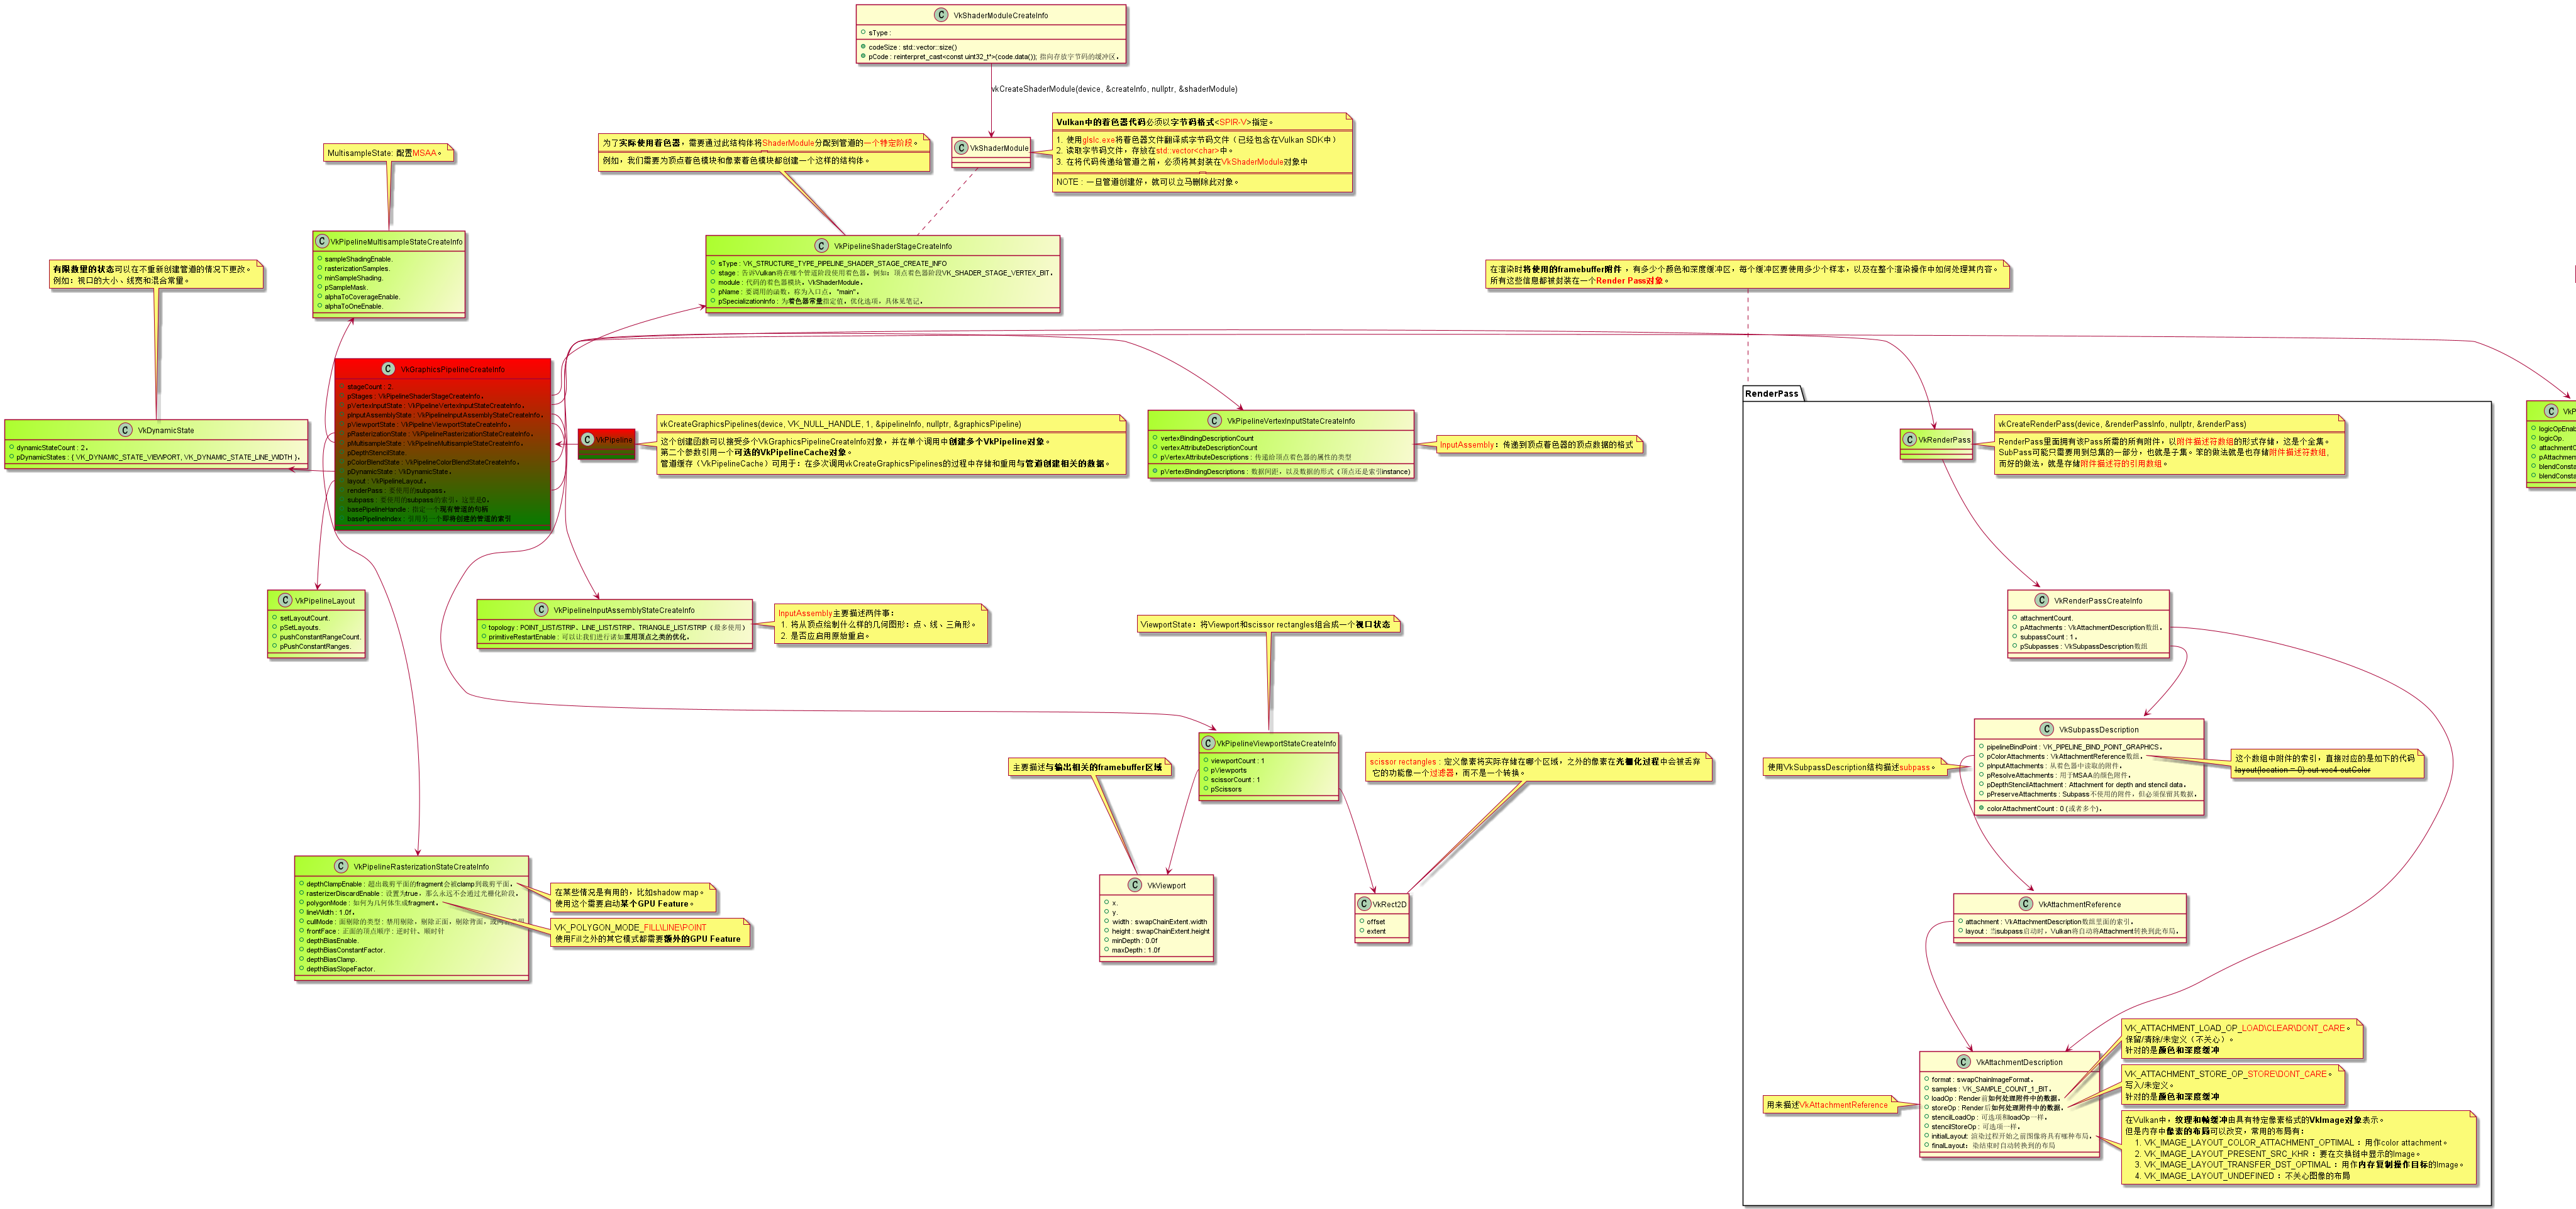 VkShaderModuleCreateInfo
sType :
codeSize : std::vector::size()
pCode : reinterpret_cast<const uint32_t*>(code.data()); 指向存放字节码的缓冲区。
vkCreateShaderModule(device, &createInfo, nullptr, &shaderModule)
VkShaderModule
Vulkan中的着色器代码必须以字节码格式<SPIR-V>指定。
1. 使用glslc.exe将着色器文件翻译成字节码文件（已经包含在Vulkan SDK中）
2. 读取字节码文件，存放在std::vector<char>中。
3. 在将代码传递给管道之前，必须将其封装在VkShaderModule对象中
NOTE : 一旦管道创建好，就可以立马删除此对象。
为了实际使用着色器，需要通过此结构体将ShaderModule分配到管道的一个特定阶段。
例如，我们需要为顶点着色模块和像素着色模块都创建一个这样的结构体。
MultisampleState: 配置MSAA。
VkPipelineMultisampleStateCreateInfo
sampleShadingEnable.
rasterizationSamples.
minSampleShading.
pSampleMask.
alphaToCoverageEnable.
alphaToOneEnable.
VkPipelineShaderStageCreateInfo
sType : VK_STRUCTURE_TYPE_PIPELINE_SHADER_STAGE_CREATE_INFO
stage : 告诉Vulkan将在哪个管道阶段使用着色器。例如：顶点着色器阶段VK_SHADER_STAGE_VERTEX_BIT。
module : 代码的着色器模块。VkShaderModule。
pName : 要调用的函数，称为入口点。 "main"。
pSpecializationInfo : 为着色器常量指定值，优化选项，具体见笔记。
有限数量的状态可以在不重新创建管道的情况下更改。
例如：视口的大小、线宽和混合常量。
在渲染时将使用的framebuffer附件 ，有多少个颜色和深度缓冲区，每个缓冲区要使用多少个样本，以及在整个渲染操作中如何处理其内容。
所有这些信息都被封装在一个Render Pass对象。
VkGraphicsPipelineCreateInfo
stageCount : 2.
pStages : VkPipelineShaderStageCreateInfo。
pVertexInputState : VkPipelineVertexInputStateCreateInfo。
pInputAssemblyState : VkPipelineInputAssemblyStateCreateInfo。
pViewportState : VkPipelineViewportStateCreateInfo。
pRasterizationState : VkPipelineRasterizationStateCreateInfo。
pMultisampleState : VkPipelineMultisampleStateCreateInfo。
pDepthStencilState.
pColorBlendState : VkPipelineColorBlendStateCreateInfo。
pDynamicState : VkDynamicState。
layout : VkPipelineLayout。
renderPass : 要使用的subpass。
subpass : 要使用的subpass的索引，这里是0。
basePipelineHandle : 指定一个现有管道的句柄
basePipelineIndex : 引用另一个即将创建的管道的索引
VkDynamicState
dynamicStateCount : 2。
pDynamicStates : { VK_DYNAMIC_STATE_VIEWPORT, VK_DYNAMIC_STATE_LINE_WIDTH }。
VkPipeline
vkCreateGraphicsPipelines(device, VK_NULL_HANDLE, 1, &pipelineInfo, nullptr, &graphicsPipeline)
这个创建函数可以接受多个VkGraphicsPipelineCreateInfo对象，并在单个调用中创建多个VkPipeline对象。
第二个参数引用一个可选的VkPipelineCache对象。
管道缓存（VkPipelineCache）可用于：在多次调用vkCreateGraphicsPipelines的过程中存储和重用与管道创建相关的数据。
VkPipelineVertexInputStateCreateInfo
vertexBindingDescriptionCount
vertexAttributeDescriptionCount
pVertexAttributeDescriptions : 传递给顶点着色器的属性的类型
pVertexBindingDescriptions : 数据间距，以及数据的形式（顶点还是索引instance)
InputAssembly：传递到顶点着色器的顶点数据的格式
RenderPass
VkRenderPass
vkCreateRenderPass(device, &renderPassInfo, nullptr, &renderPass)
RenderPass里面拥有该Pass所需的所有附件，以附件描述符数组的形式存储，这是个全集。
SubPass可能只需要用到总集的一部分，也就是子集。笨的做法就是也存储附件描述符数组,
而好的做法，就是存储附件描述符的引用数组。
logicOp.
VkPipelineLayout
setLayoutCount.
pSetLayouts.
pushConstantRangeCount.
pPushConstantRanges.
VkPipelineInputAssemblyStateCreateInfo
topology : POINT_LIST/STRIP、LINE_LIST/STRIP、TRIANGLE_LIST/STRIP（最多使用）
primitiveRestartEnable : 可以让我们进行诸如重用顶点之类的优化。
InputAssembly主要描述两件事：
1. 将从顶点绘制什么样的几何图形：点、线、三角形。
2. 是否应启用原始重启。
ViewportState：将Viewport和scissor rectangles组合成一个视口状态
VkRenderPassCreateInfo
attachmentCount.
pAttachments : VkAttachmentDescription数组。
subpassCount : 1。
pSubpasses : VkSubpassDescription数组
VkPipelineViewportStateCreateInfo
viewportCount : 1
pViewports
scissorCount : 1
pScissors
主要描述与输出相关的framebuffer区域
scissor rectangles : 定义像素将实际存储在哪个区域，之外的像素在光栅化过程中会被丢弃
它的功能像一个过滤器，而不是一个转换。
VkSubpassDescription
pipelineBindPoint : VK_PIPELINE_BIND_POINT_GRAPHICS。
pColorAttachments : VkAttachmentReference数组。
pInputAttachments : 从着色器中读取的附件。
pResolveAttachments : 用于MSAA的颜色附件。
pDepthStencilAttachment : Attachment for depth and stencil data。
pPreserveAttachments : Subpass不使用的附件，但必须保留其数据。
colorAttachmentCount : 0 (或者多个)。
使用VkSubpassDescription结构描述subpass。
这个数组中附件的索引，直接对应的是如下的代码
layout(location = 0) out vec4 outColor
VkPipelineRasterizationStateCreateInfo
depthClampEnable : 超出裁剪平面的fragment会被clamp到裁剪平面。
rasterizerDiscardEnable : 设置为true，那么永远不会通过光栅化阶段。
polygonMode : 如何为几何体生成fragment。
lineWidth : 1.0f。
cullMode : 面剔除的类型: 禁用剔除，剔除正面，剔除背面，
frontFace : 正面的顶点顺序: 逆时针、顺时针
depthBiasEnable.
depthBiasConstantFactor.
depthBiasClamp.
depthBiasSlopeFactor.
在某些情况是有用的，比如shadow map。
使用这个需要启动某个GPU Feature。
VK_POLYGON_MODE_FILL\LINE\POINT
使用Fill之外的其它模式都需要额外的GPU Feature
VkViewport
x.
y.
width : swapChainExtent.width
height : swapChainExtent.height
minDepth : 0.0f
maxDepth : 1.0f
VkRect2D
offset
extent
VkAttachmentReference
attachment : VkAttachmentDescription数组里面的索引。
layout : 当subpass启动时，Vulkan将自动将Attachment转换到此布局。
VkAttachmentDescription
format : swapChainImageFormat。
samples : VK_SAMPLE_COUNT_1_BIT。
loadOp : Render前如何处理附件中的数据。
storeOp : Render后如何处理附件中的数据。
stencilLoadOp : 可选项和loadOp一样。
stencilStoreOp : 可选项一样。
initialLayout: 渲染过程开始之前图像将具有哪种布局。
finalLayout：染结束时自动转换到的布局
用来描述VkAttachmentReference
VK_ATTACHMENT_LOAD_OP_LOAD\CLEAR\DONT_CARE。
保留/清除/未定义（不关心）。
针对的是颜色和深度缓冲
VK_ATTACHMENT_STORE_OP_STORE\DONT_CARE。
写入/未定义。
针对的是颜色和深度缓冲
在Vulkan中，纹理和帧缓冲由具有特定像素格式的VkImage对象表示。
但是内存中像素的布局可以改变，常用的布局有：
1. VK_IMAGE_LAYOUT_COLOR_ATTACHMENT_OPTIMAL ：用作color attachment。
2. VK_IMAGE_LAYOUT_PRESENT_SRC_KHR ：要在交换链中显示的Image。
3. VK_IMAGE_LAYOUT_TRANSFER_DST_OPTIMAL ：用作内存复制操作目标的Image。
4. VK_IMAGE_LAYOUT_UNDEFINED ：不关心图像的布局